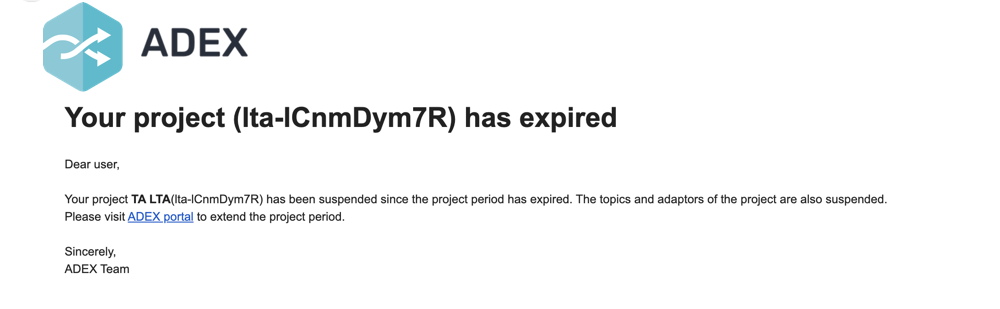 ADEX
Your project (lta-lCnmDym7R) has expired
Dear user,
Your project TA LTA(lta-lCnmDym7R) has been suspended since the project period has expired. The topics and adaptors of the project are also suspended.
Please visit ADEX portal to extend the project period.
Sincerely,
ADEX Team